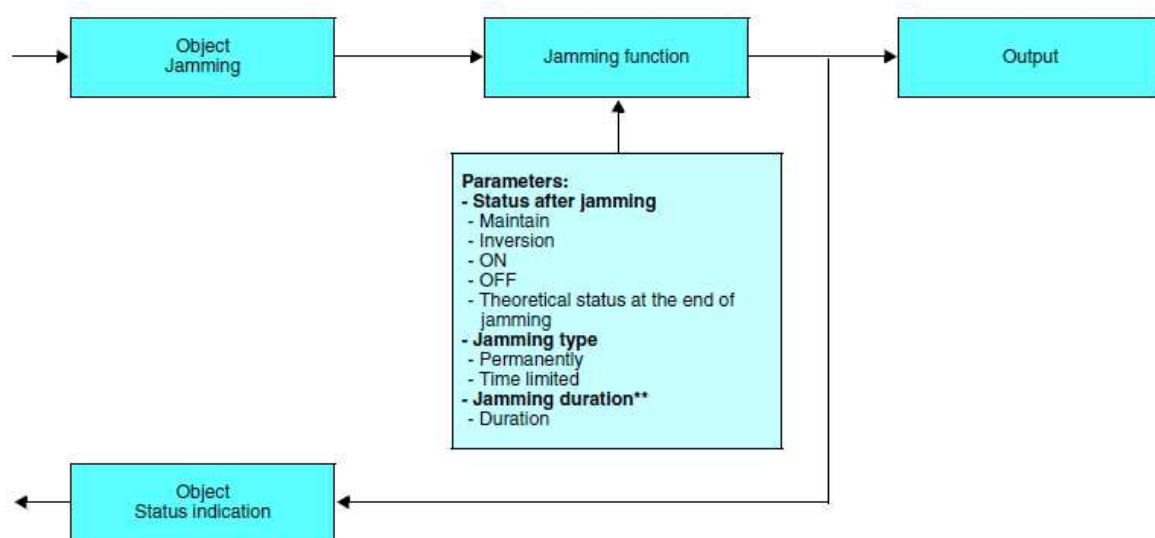 Object
Jamming
Jamming function
Output
Parameters:
- Status after jamming
- Maintain
- Inversion
- ON
- OFF
- Theoretical status at the end of
jamming
- Jamming type
- Permanently
- Time limited
- Jamming duration**
- Duration
Object
Status indication